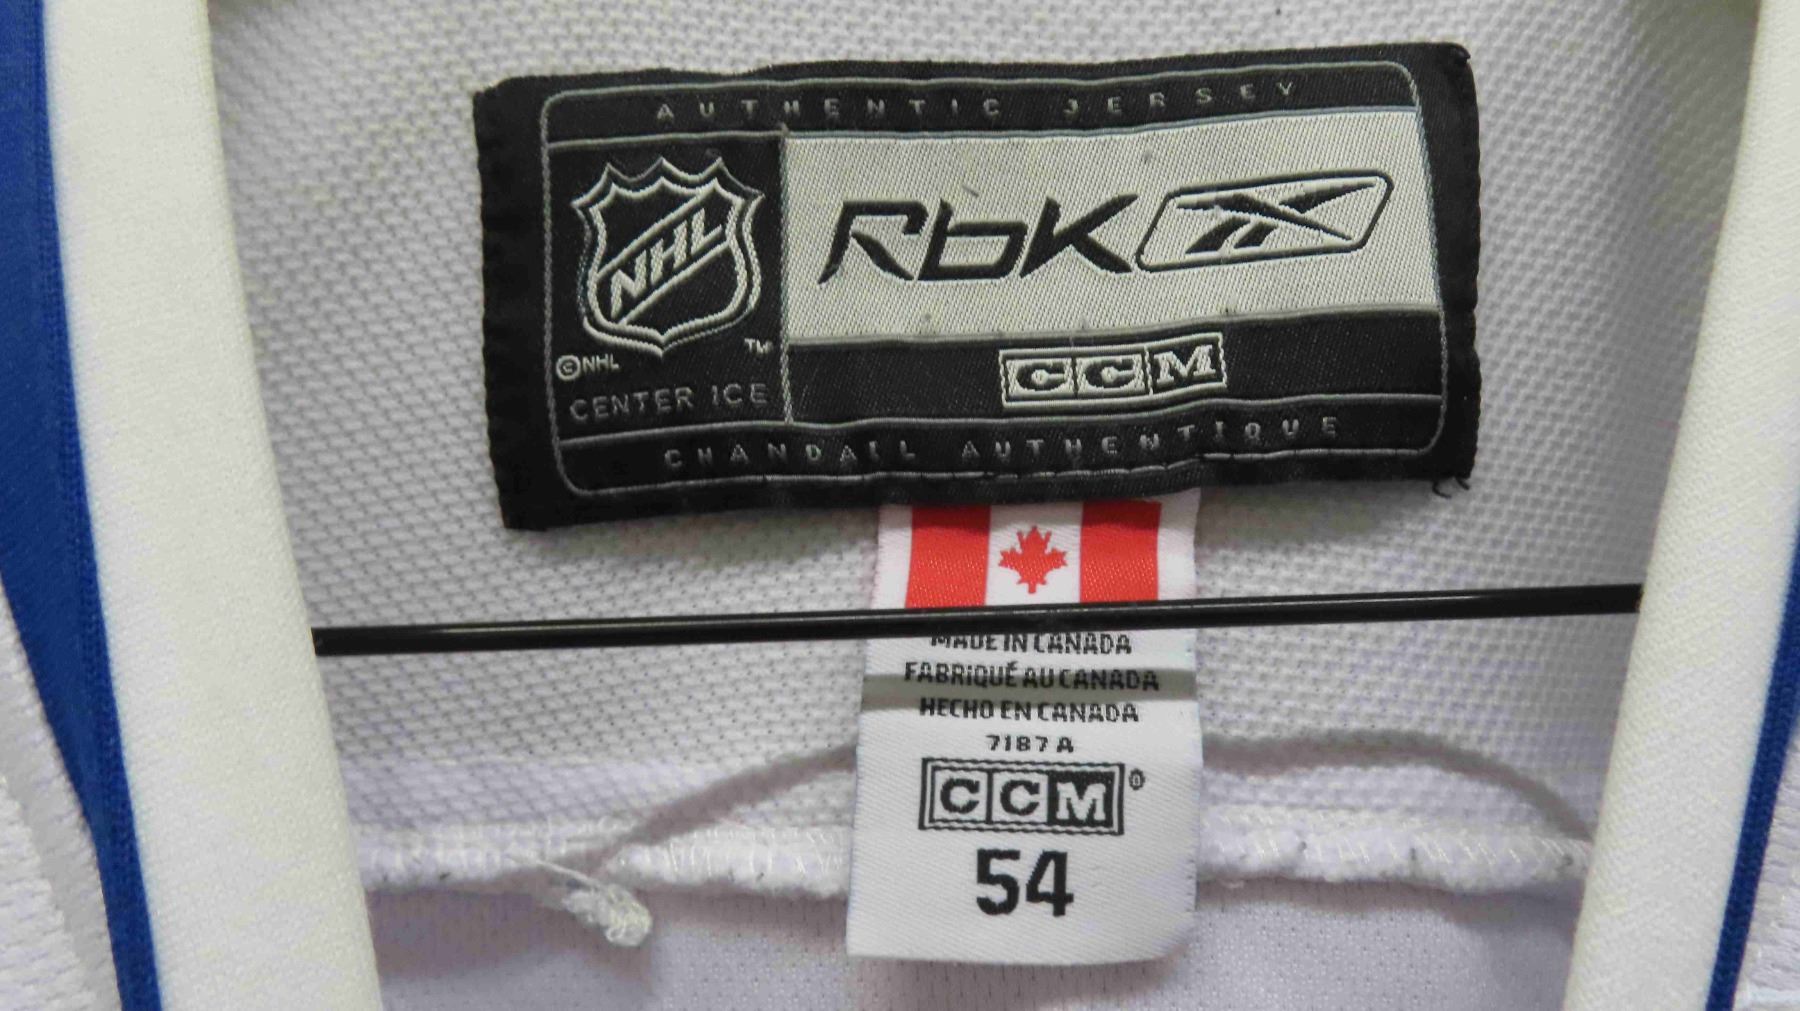 AUTHENTIC JERSEY
NHL
RbK
©NHL
TM
CENTER ICE
CCM
CHANDAIL AUTHENTIQUE
MADE IN CANADA
FABRIQUÉ AU CANADA
HECHO EN CANADA
7187 A
CCM®
54